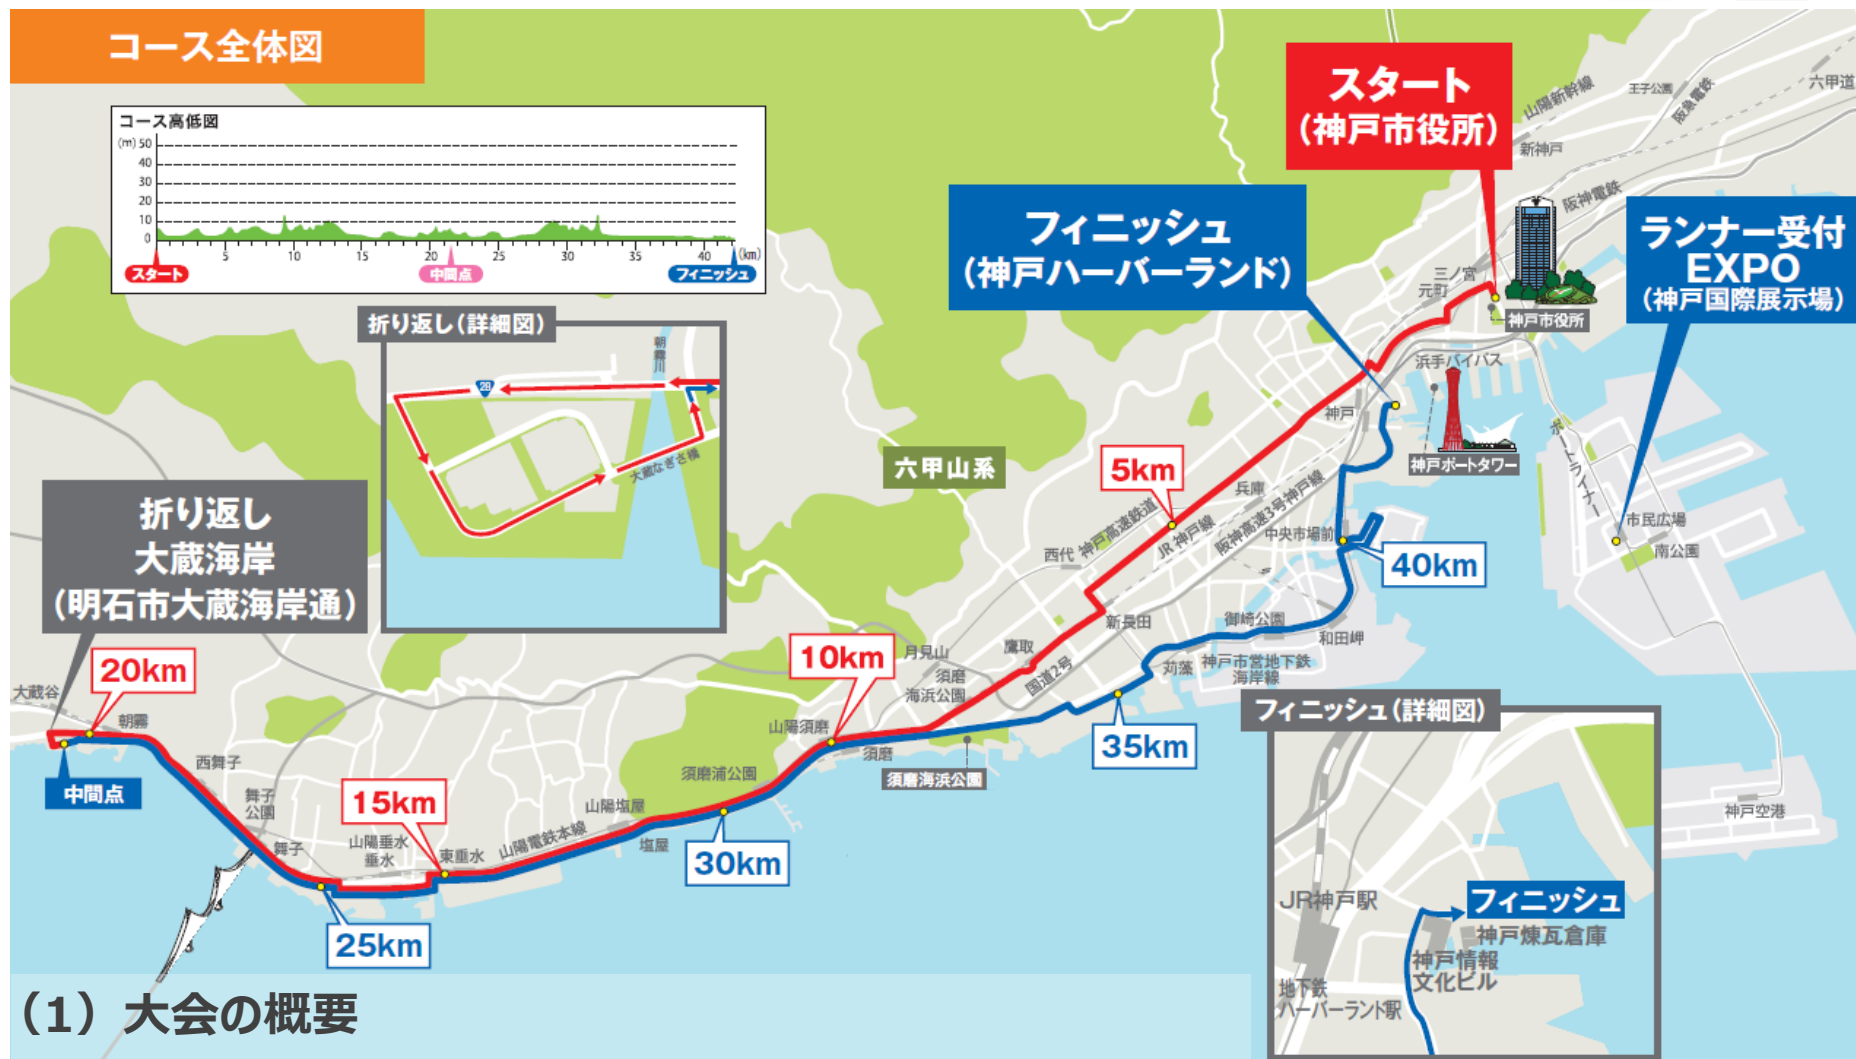 コース全体図
コース高低図
(m) 50
40
30
20
10
0
5
10
15
20
25
30
35
40
(km)
スタート
中間点
フィニッシュ
スタート
(神戸市役所)
フィニッシュ
(神戸ハーバーランド)
ランナー受付
EXPO
(神戸国際展示場)
山陽新幹線
王子公園
阪急電鉄
六甲道
新神戸
阪神電鉄
三ノ宮
元町
神戸市役所
浜手バイパス
神戸
神戸ポートタワー
ポートライナー
市民広場
南公園
神戸空港
折り返し(詳細図)
朝霧川
28
大蔵なぎさ橋
六甲山系
5km
兵庫
神戸高速鉄道
西代
JR神戸線
阪神高速3号神戸線
中央市場前
40km
折り返し
大蔵海岸
(明石市大蔵海岸通)
新長田
御崎公園
和田岬
鷹取
月見山
須磨
海浜公園
国道2号
苅藻
神戸市営地下鉄
海岸線
10km
山陽須磨
須磨
須磨海浜公園
35km
20km
大蔵谷
朝霧
中間点
西舞子
舞子
公園
舞子
15km
山陽垂水
垂水
東垂水
山陽電鉄本線
山陽塩屋
塩屋
須磨浦公園
30km
25km
フィニッシュ(詳細図)
JR神戸駅
フィニッシュ
神戸煉瓦倉庫
神戸情報
文化ビル
地下鉄
ハーバーランド駅
(1)大会の概要